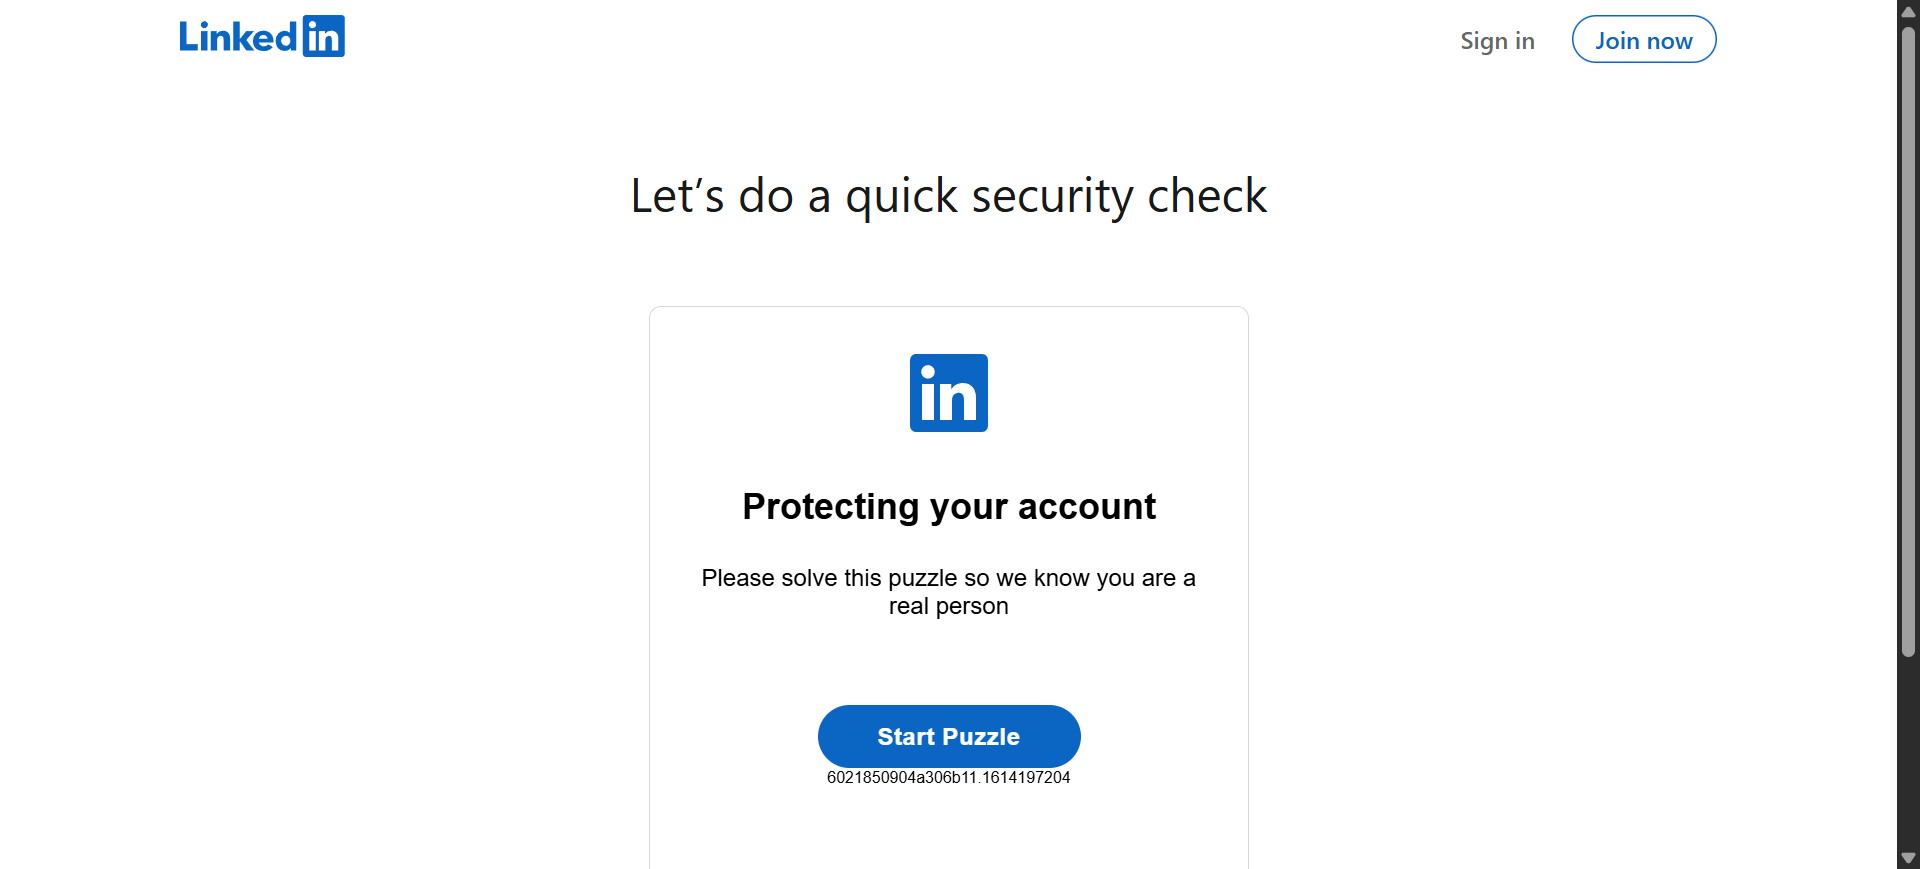 Linked in
Sign in
Join now
Let’s do a quick security check
in
Protecting your account
Please solve this puzzle so we know you are a
real person
Start Puzzle
6021850904a306b11.1614197204